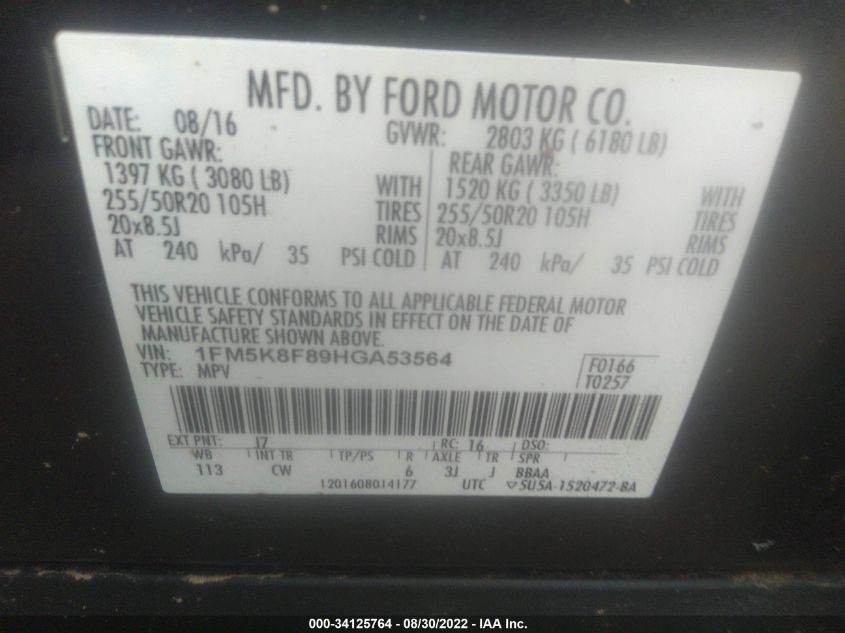 MFD. BY FORD MOTOR CO.
DATE: 08/16 GVWR: 2803 KG ( 6180 LB)
FRONT GAWR: REAR GAWR:
1397 KG ( 3080 LB) WITH 1520 KG ( 3350 LB) WITH
255/50R20 105H TIRES 255/50R20 105H TIRES
20x8.5J RIMS 20x8.5J RIMS
AT 240 kPa/ 35 PSI COLD AT 240 kPa/ 35 PSI COLD
THIS VEHICLE CONFORMS TO ALL APPLICABLE FEDERAL MOTOR
VEHICLE SAFETY STANDARDS IN EFFECT ON THE DATE OF
MANUFACTURE SHOWN ABOVE.
VIN: 1FM5K8F89HGA53564 F0166
TYPE: MPV T0257
EXT PNT: J7 RC: 16 DSO:
WB INT TR TP/PS R AXLE TR SPR
113 CW 6 3J J BBAA
1201608014177 UTC ▽5U5A-1520472-BA
000-34125764 - 08/30/2022 - IAA Inc.